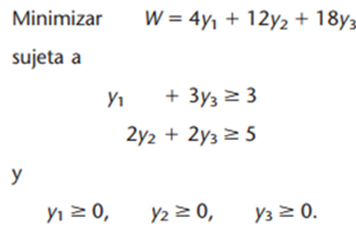 Minimizar W = 4y₁ + 12y₂ + 18y₃
sujeta a
y₁ + 3y₃ ≥ 3
2y₂ + 2y₃ ≥ 5
y
y₁ ≥ 0, y₂ ≥ 0, y₃ ≥ 0.